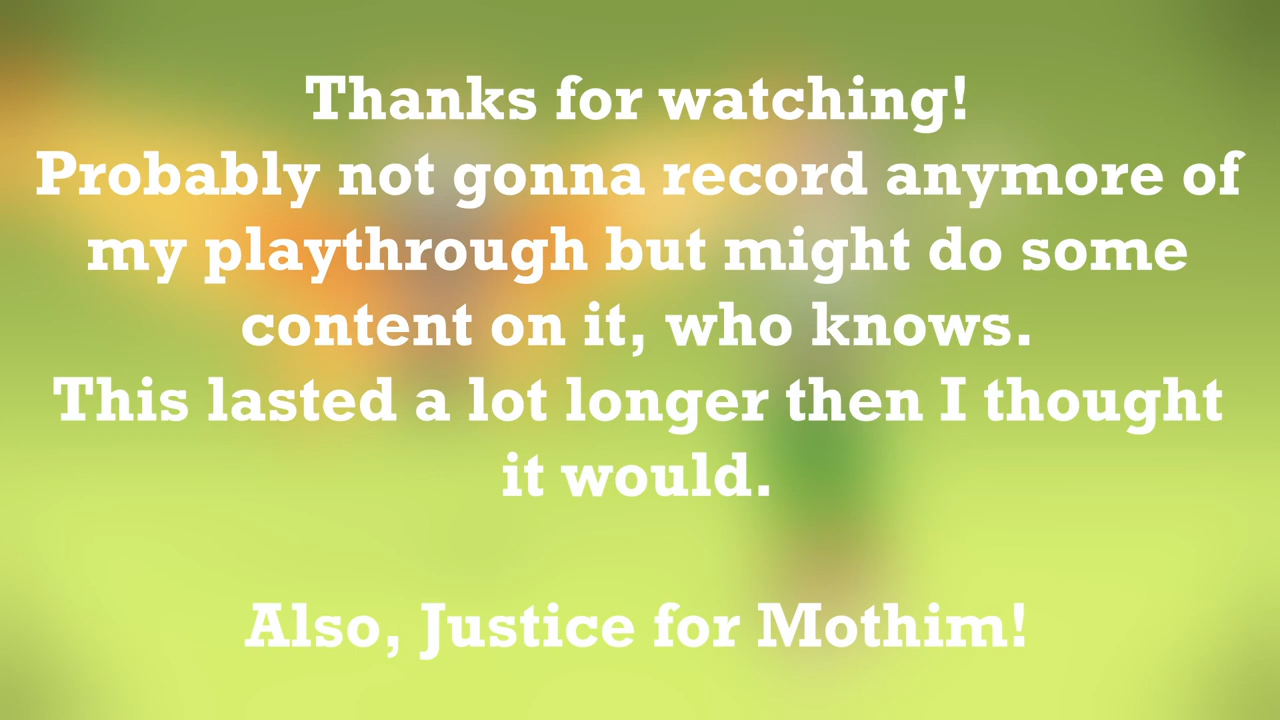 Thanks for watching!
Probably not gonna record anymore of
my playthrough but might do some
content on it, who knows.
This lasted a lot longer then I thought
it would.
Also, Justice for Mothim!